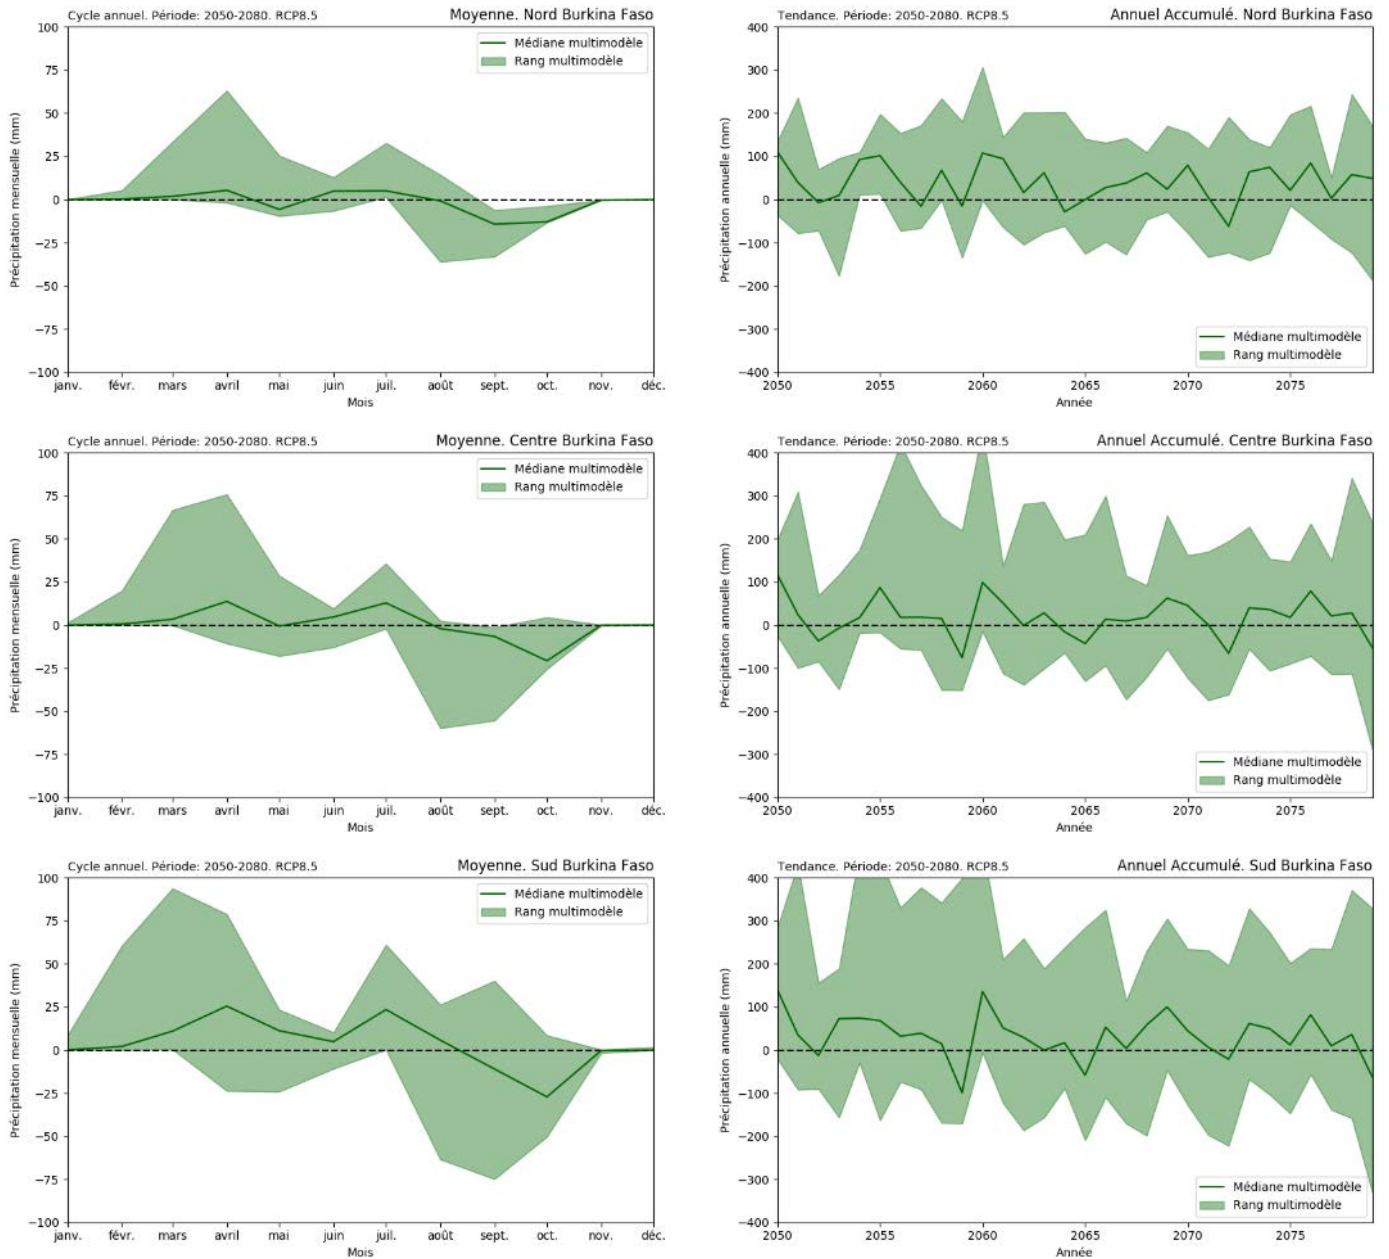 Cycle annuel. Période: 2050-2080. RCP8.5 Moyenne. Nord Burkina Faso
100
75
50
25
0
−25
−50
−75
−100
Précipitation mensuelle (mm)
Médiane multimodèle
Rang multimodèle
janv. févr. mars avril mai juin juil. août sept. oct. nov. déc.
Mois
Tendance. Période: 2050-2080. RCP8.5 Annuel Accumulé. Nord Burkina Faso
400
300
200
100
0
−100
−200
−300
−400
Précipitation annuelle (mm)
Médiane multimodèle
Rang multimodèle
2050 2055 2060 2065 2070 2075
Année
Cycle annuel. Période: 2050-2080. RCP8.5 Moyenne. Centre Burkina Faso
100
75
50
25
0
−25
−50
−75
−100
Précipitation mensuelle (mm)
Médiane multimodèle
Rang multimodèle
janv. févr. mars avril mai juin juil. août sept. oct. nov. déc.
Mois
Tendance. Période: 2050-2080. RCP8.5 Annuel Accumulé. Centre Burkina Faso
400
300
200
100
0
−100
−200
−300
−400
Précipitation annuelle (mm)
Médiane multimodèle
Rang multimodèle
2050 2055 2060 2065 2070 2075
Année
Cycle annuel. Période: 2050-2080. RCP8.5 Moyenne. Sud Burkina Faso
100
75
50
25
0
−25
−50
−75
−100
Précipitation mensuelle (mm)
Médiane multimodèle
Rang multimodèle
janv. févr. mars avril mai juin juil. août sept. oct. nov. déc.
Mois
Tendance. Période: 2050-2080. RCP8.5 Annuel Accumulé. Sud Burkina Faso
400
300
200
100
0
−100
−200
−300
−400
Précipitation annuelle (mm)
Médiane multimodèle
Rang multimodèle
2050 2055 2060 2065 2070 2075
Année